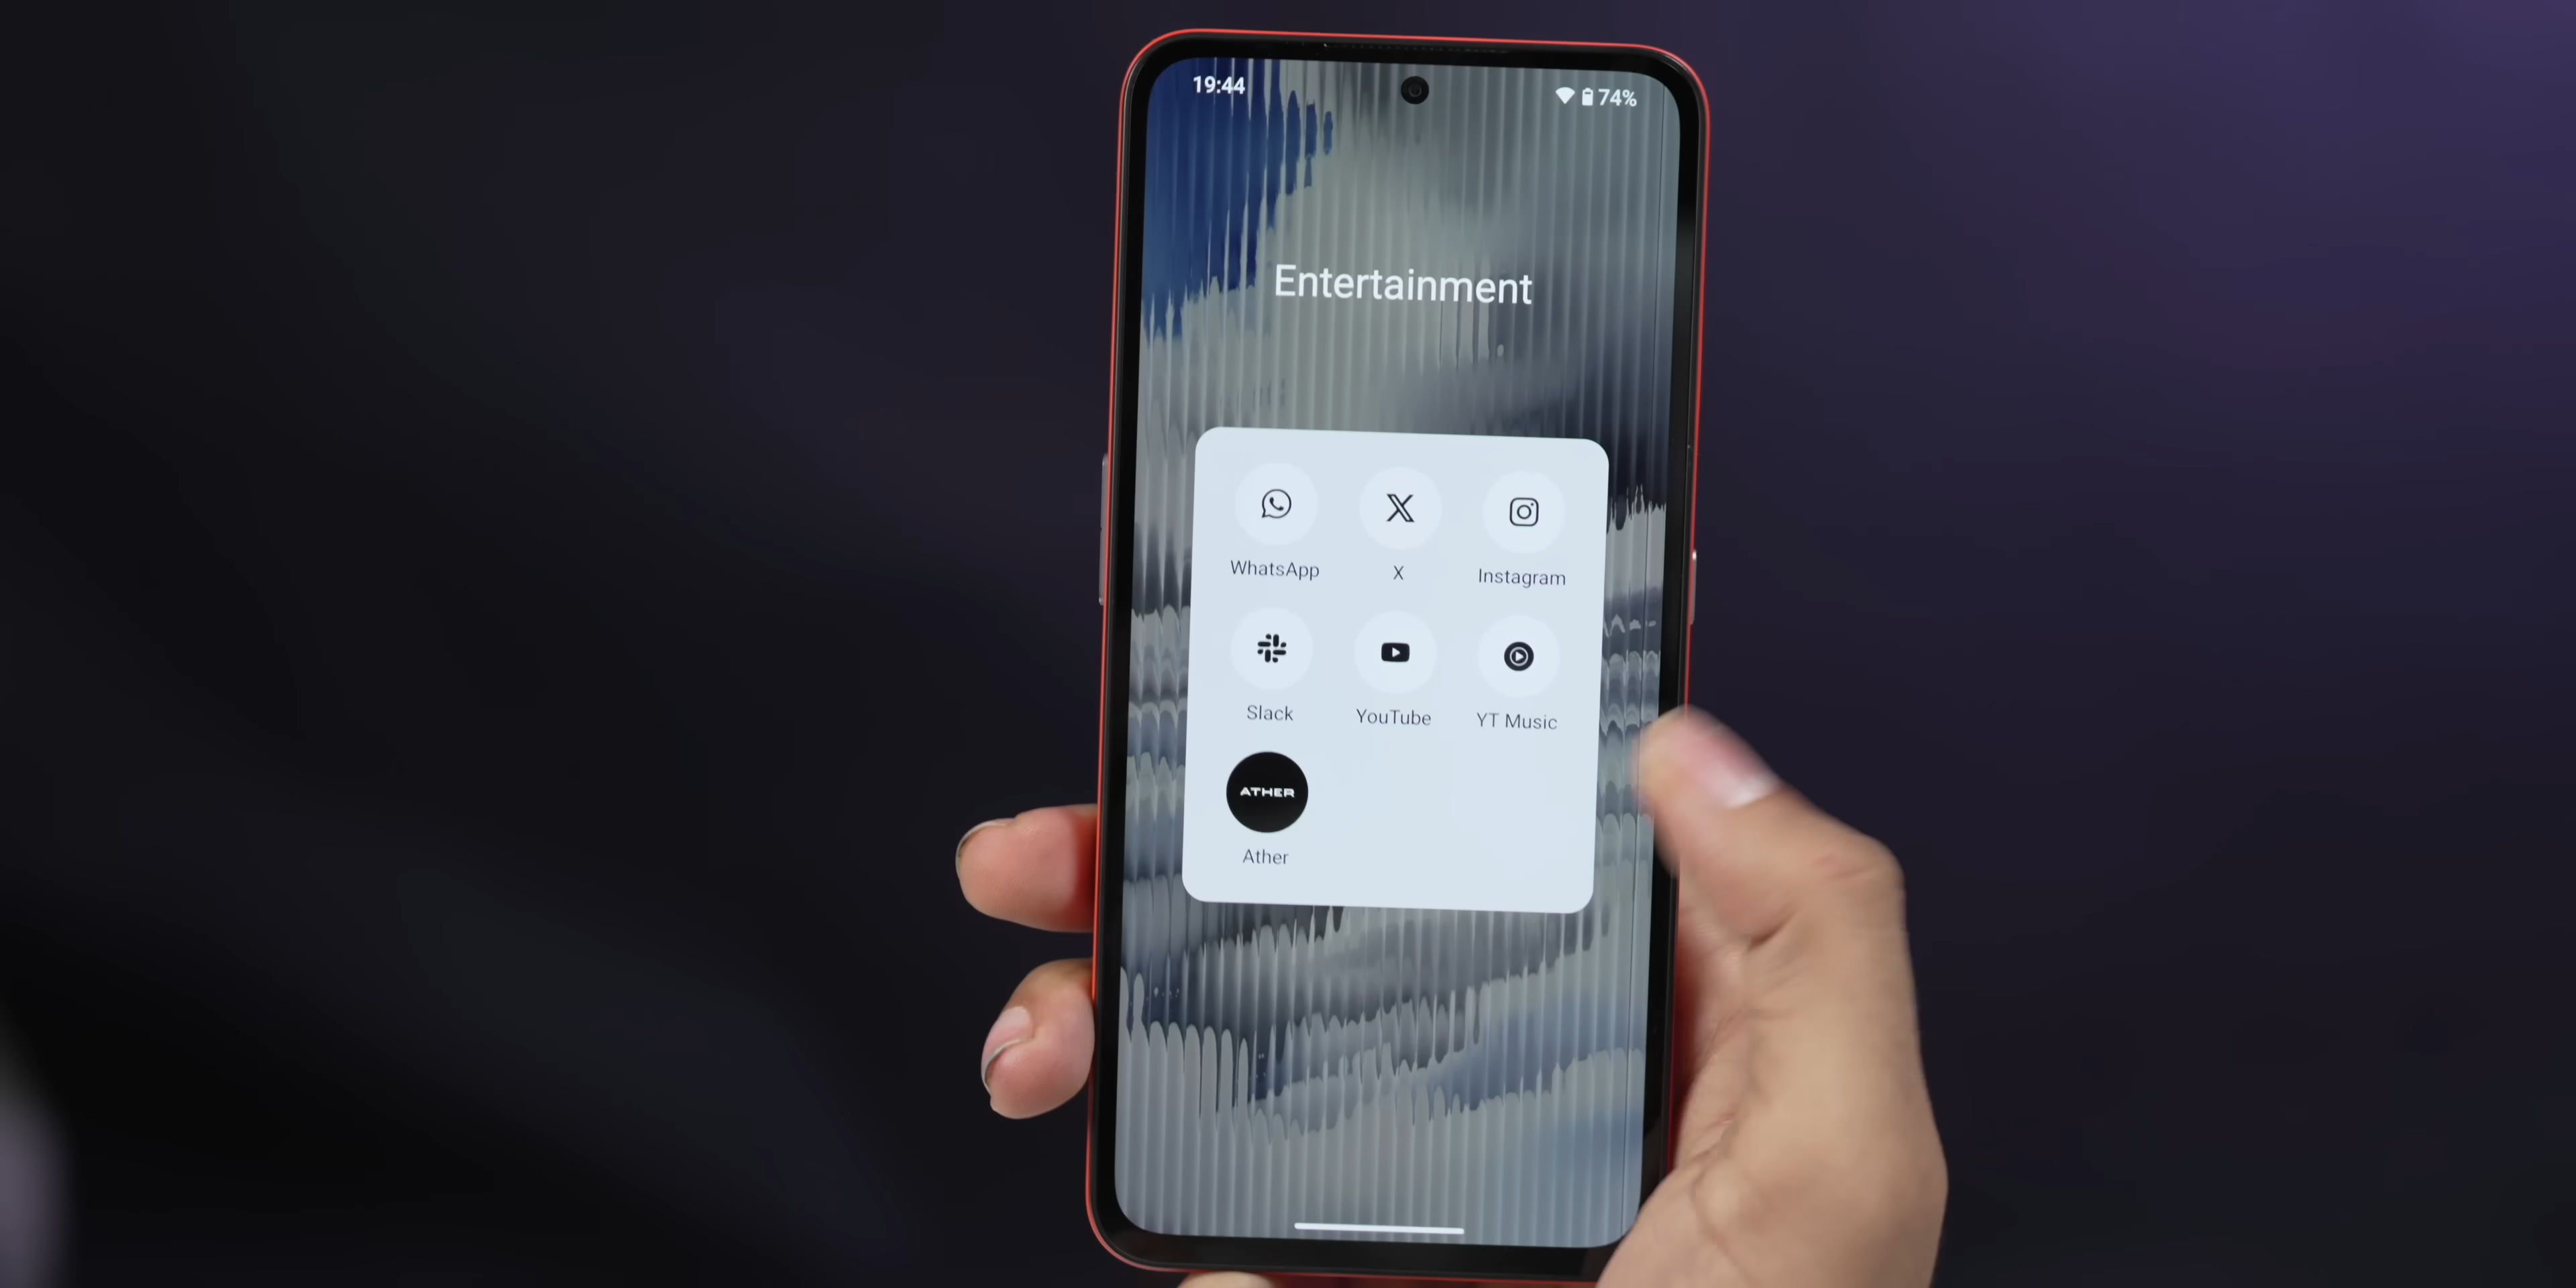 19:44
74%
Entertainment
WhatsApp X Instagram
Slack YouTube YT Music
ATHER
Ather